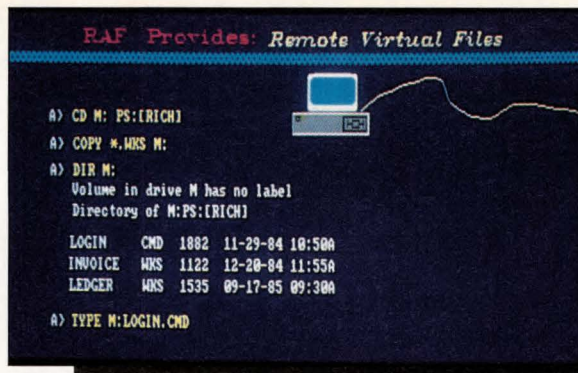 RAF Provides: Remote Virtual Files
A> CD M: PS:[RICH]
A> COPY *.WKS M:
A> DIR M:
Volume in drive M has no label
Directory of M:PS:[RICH]
LOGIN CMD 1882 11-29-84 10:50A
INVOICE WKS 1122 12-20-84 11:55A
LEDGER WKS 1535 09-17-85 09:30A
A> TYPE M:LOGIN.CMD